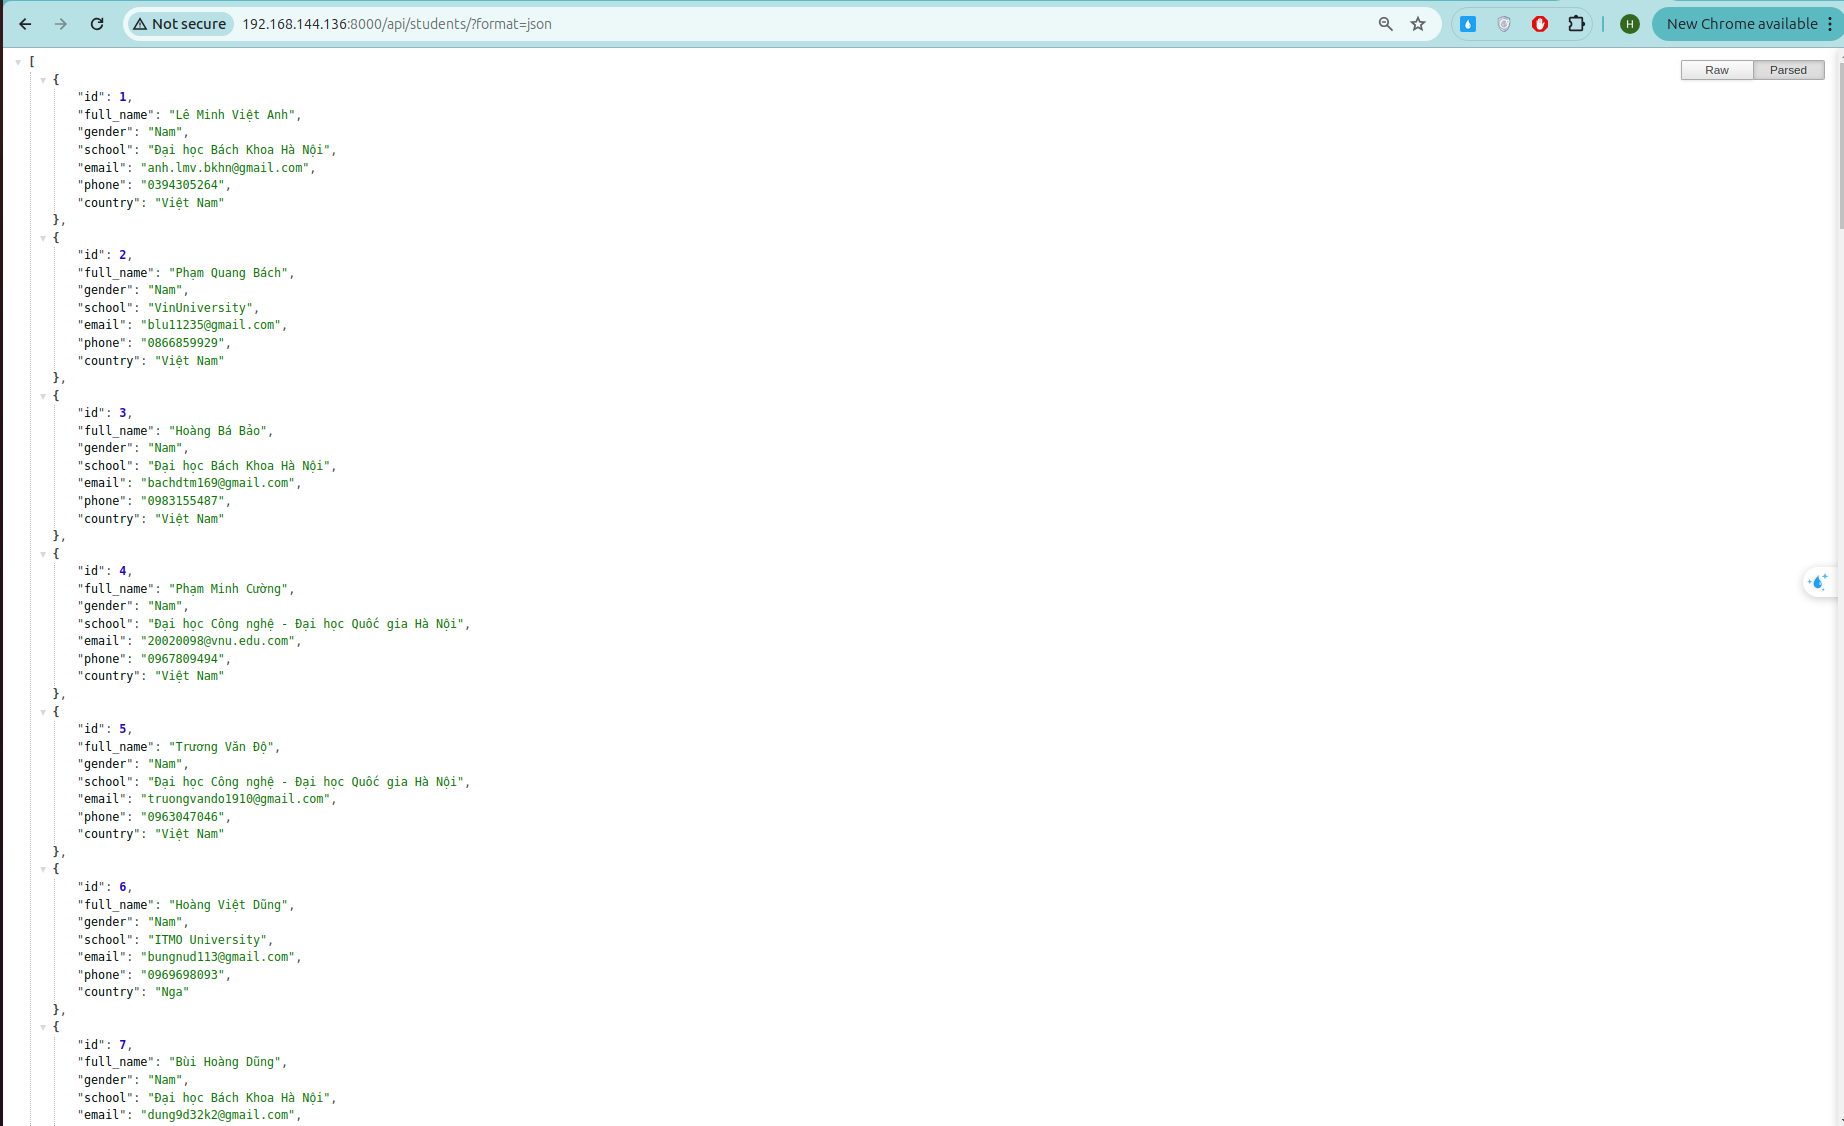 Not secure 192.168.144.136:8000/api/students/?format=json H New Chrome available
Raw Parsed
[
{
"id": 1,
"full_name": "Lê Minh Việt Anh",
"gender": "Nam",
"school": "Đại học Bách Khoa Hà Nội",
"email": "anh.lmv.bkhn@gmail.com",
"phone": "0394305264",
"country": "Việt Nam"
},
{
"id": 2,
"full_name": "Phạm Quang Bách",
"gender": "Nam",
"school": "VinUniversity",
"email": "blu11235@gmail.com",
"phone": "0866859929",
"country": "Việt Nam"
},
{
"id": 3,
"full_name": "Hoàng Bá Bảo",
"gender": "Nam",
"school": "Đại học Bách Khoa Hà Nội",
"email": "bachdtm169@gmail.com",
"phone": "0983155487",
"country": "Việt Nam"
},
{
"id": 4,
"full_name": "Phạm Minh Cường",
"gender": "Nam",
"school": "Đại học Công nghệ - Đại học Quốc gia Hà Nội",
"email": "20020098@vnu.edu.com",
"phone": "0967809494",
"country": "Việt Nam"
},
{
"id": 5,
"full_name": "Trương Văn Độ",
"gender": "Nam",
"school": "Đại học Công nghệ - Đại học Quốc gia Hà Nội",
"email": "truongvando1910@gmail.com",
"phone": "0963047046",
"country": "Việt Nam"
},
{
"id": 6,
"full_name": "Hoàng Việt Dũng",
"gender": "Nam",
"school": "ITMO University",
"email": "bungnud113@gmail.com",
"phone": "0969698093",
"country": "Nga"
},
{
"id": 7,
"full_name": "Bùi Hoàng Dũng",
"gender": "Nam",
"school": "Đại học Bách Khoa Hà Nội",
"email": "dung9d32k2@gmail.com",